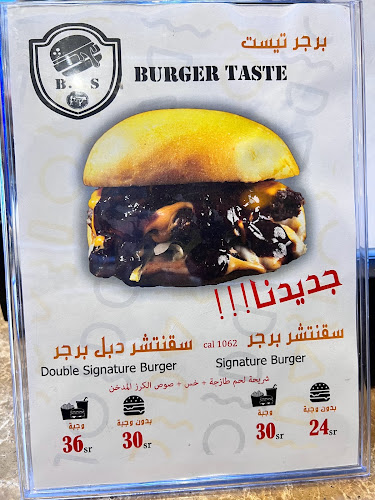 برجر تيست
B. S
BURGER TASTE
جديدنا!!!
سقنتشر برجر
cal 1062
سقنتشر دبل برجر
Signature Burger
Double Signature Burger
شريحة لحم طازجة + خس + صوص الكرز المدخن
بدون وجبة
24sr
وجبة
30sr
بدون وجبة
30sr
وجبة
36sr